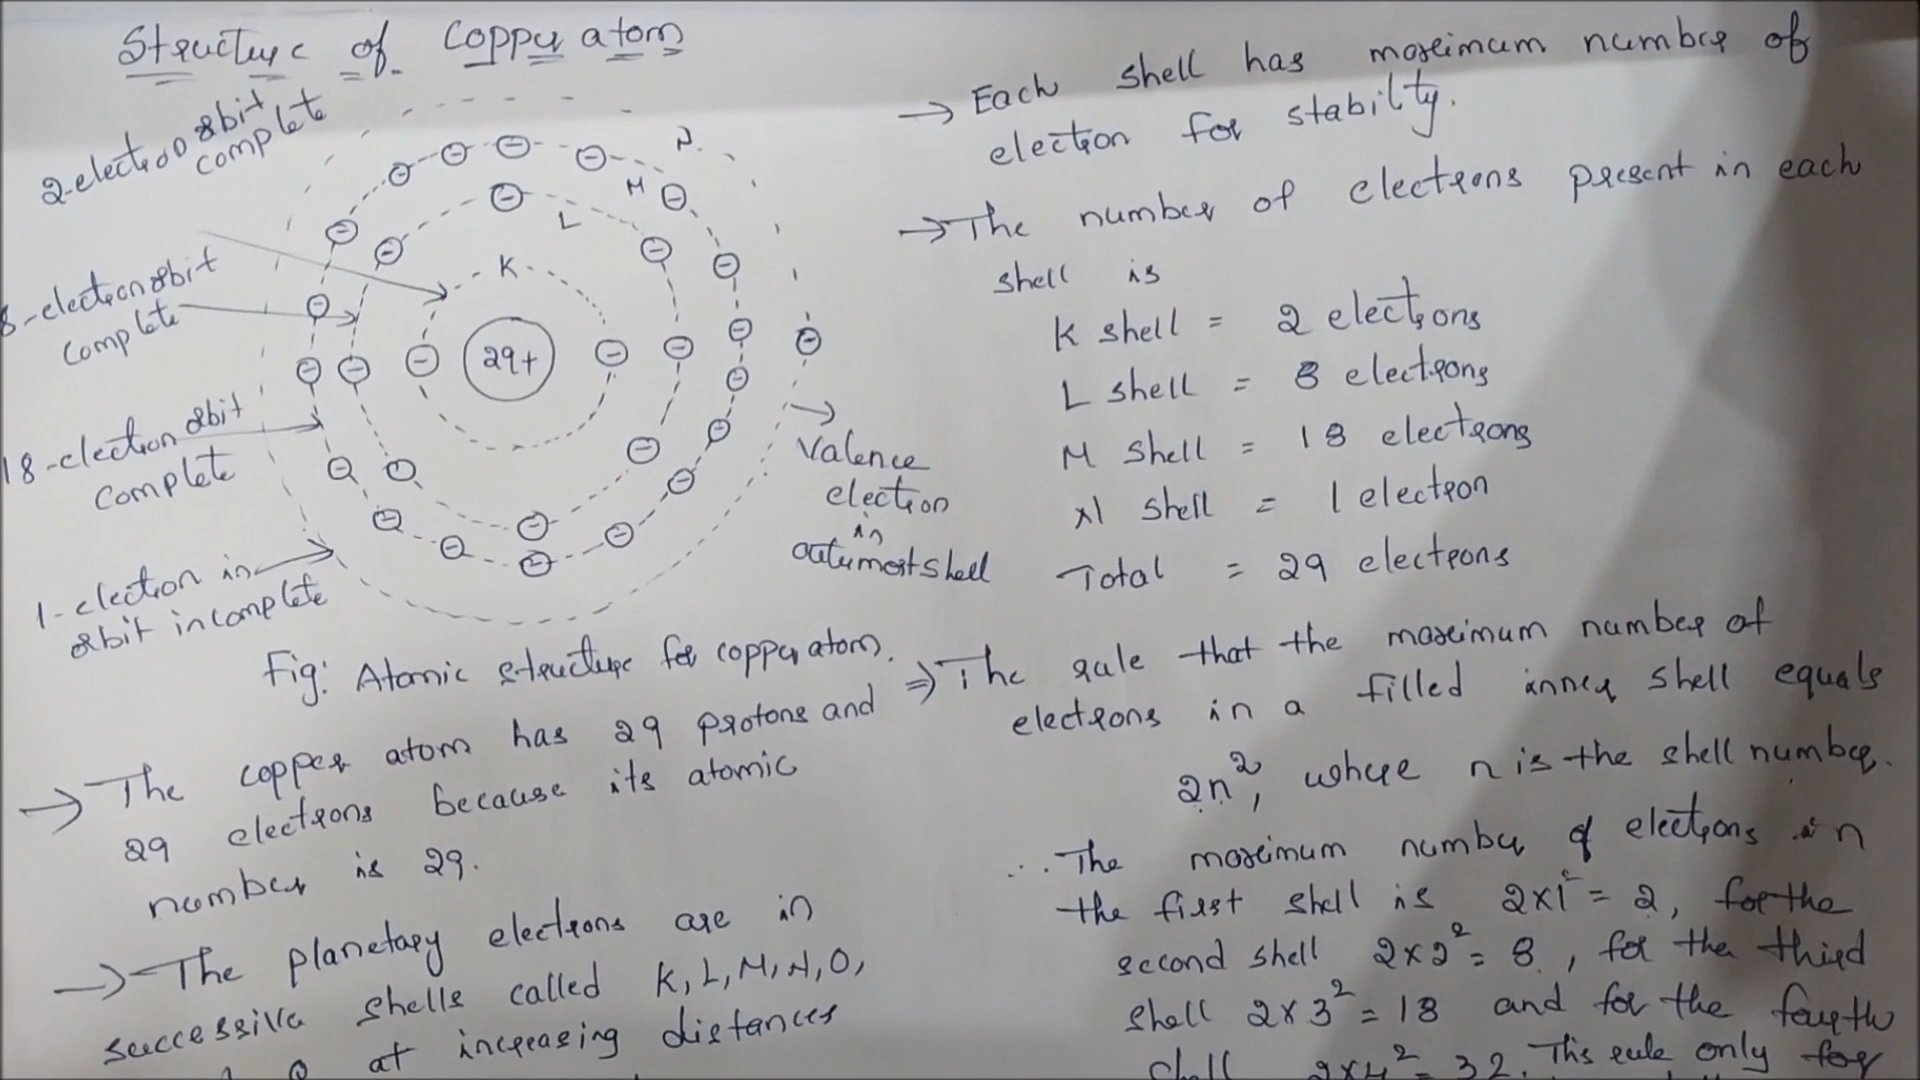 Structure of Copper atom
2-electron orbit
complete
8-electron orbit
complete
18-electron orbit
complete
1-electron in
orbit incomplete
N
M
L
K
29+
Valence
electron
in
outermost shell
Fig: Atomic structure for copper atom.
→ The copper atom has 29 protons and
29 electrons because its atomic
number is 29.
→ The planetary electrons are in
successive shells called K, L, M, N, O,
at increasing distances
→ Each shell has maximum number of
electron for stability.
→ The number of electrons present in each
shell is
K shell = 2 electrons
L shell = 8 electrons
M shell = 18 electrons
N shell = 1 electron
Total = 29 electrons
⇒ The rule that the maximum number of
electrons in a filled inner shell equals
2n², where n is the shell number.
∴ The maximum number of electrons in
the first shell is 2×1² = 2, for the
second shell 2×2² = 8, for the third
shell 2×3² = 18 and for the fourth
shell 2×4² = 32. This rule only for